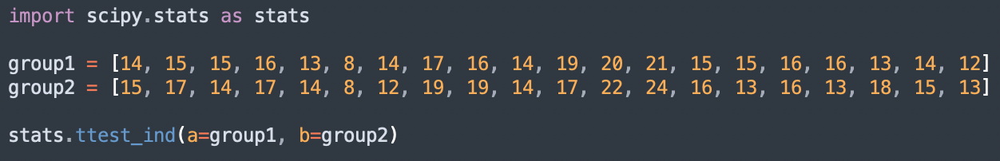 import scipy.stats as stats
group1 = [14, 15, 15, 16, 13, 8, 14, 17, 16, 14, 19, 20, 21, 15, 15, 16, 16, 13, 14, 12]
group2 = [15, 17, 14, 17, 14, 8, 12, 19, 19, 14, 17, 22, 24, 16, 13, 16, 13, 18, 15, 13]
stats.ttest_ind(a=group1, b=group2)